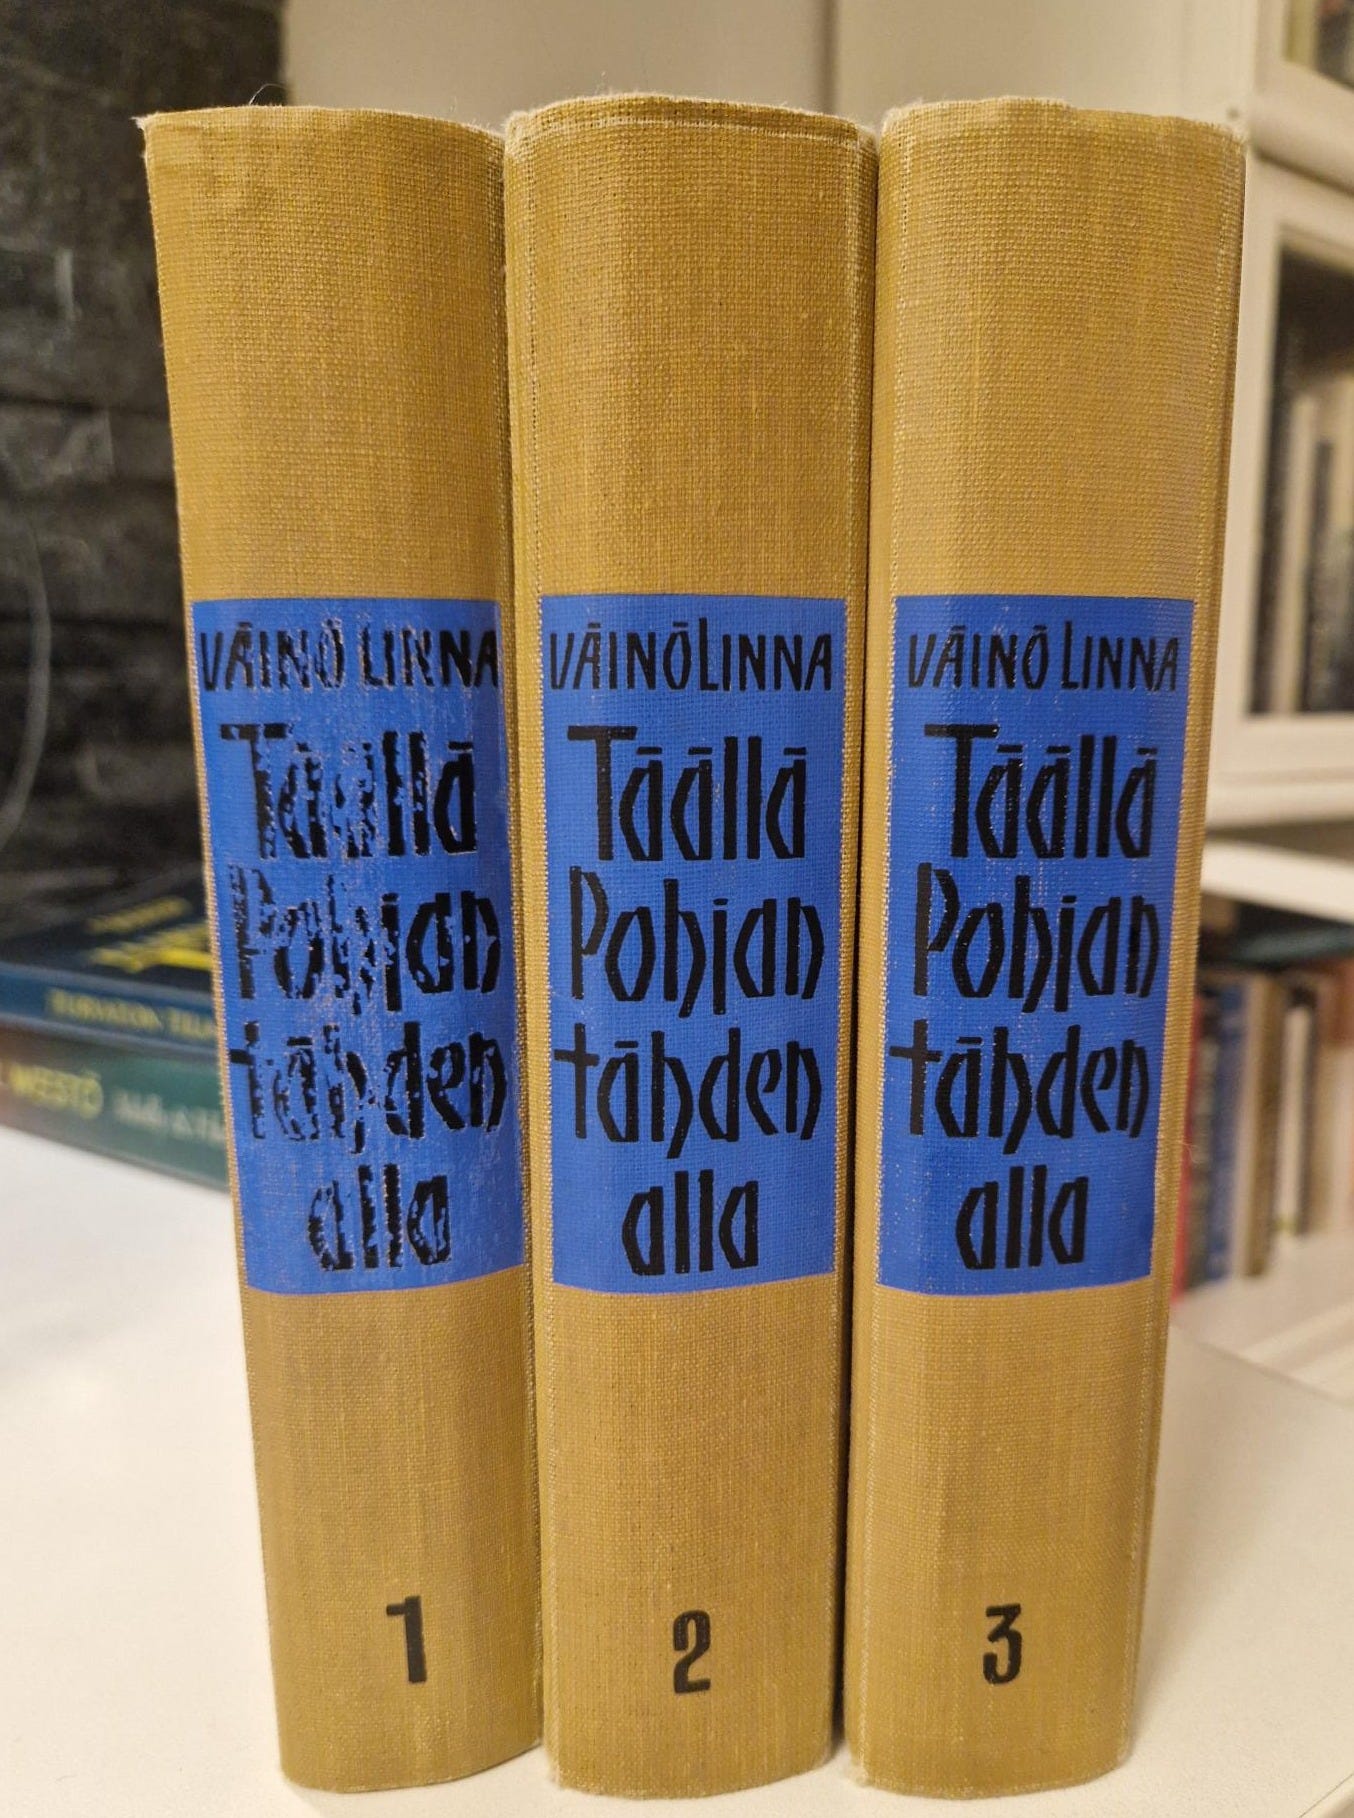 VÄINÖ LINNA
Täällä
Pohjan
tähden
alla
1
VÄINÖ LINNA
Täällä
Pohjan
tähden
alla
2
VÄINÖ LINNA
Täällä
Pohjan
tähden
alla
3
WESTÖ